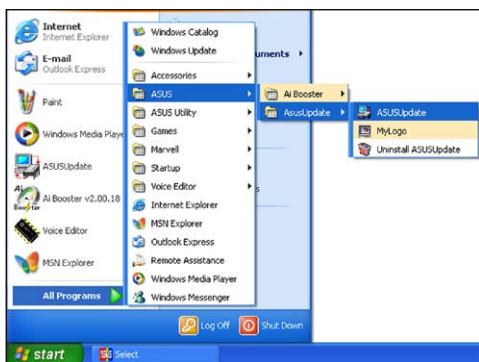 Internet
Internet Explorer
E-mail
Outlook Express
Paint
Windows Media Playe
ASUSUpdate
Ai Booster v2.00.18
Voice Editor
MSN Explorer
All Programs
Windows Catalog
Windows Update
Accessories
ASUS
ASUS Utility
Games
Marvell
Startup
Voice Editor
Internet Explorer
MSN Explorer
Outlook Express
Remote Assistance
Windows Media Player
Windows Messenger
uments
s
Ai Booster
AsusUpdate
ASUSUpdate
MyLogo
Uninstall ASUSUpdate
Log Off
Shut Down
start
Select